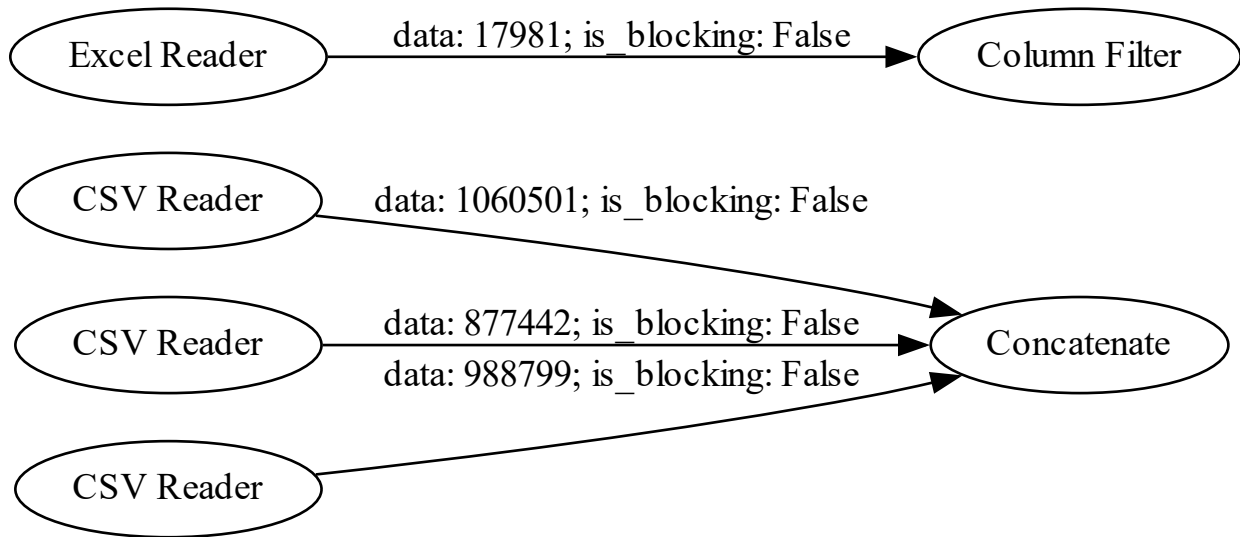 Excel Reader
data: 17981; is_blocking: False
Column Filter
CSV Reader
data: 1060501; is_blocking: False
CSV Reader
data: 877442; is_blocking: False
Concatenate
data: 988799; is_blocking: False
CSV Reader